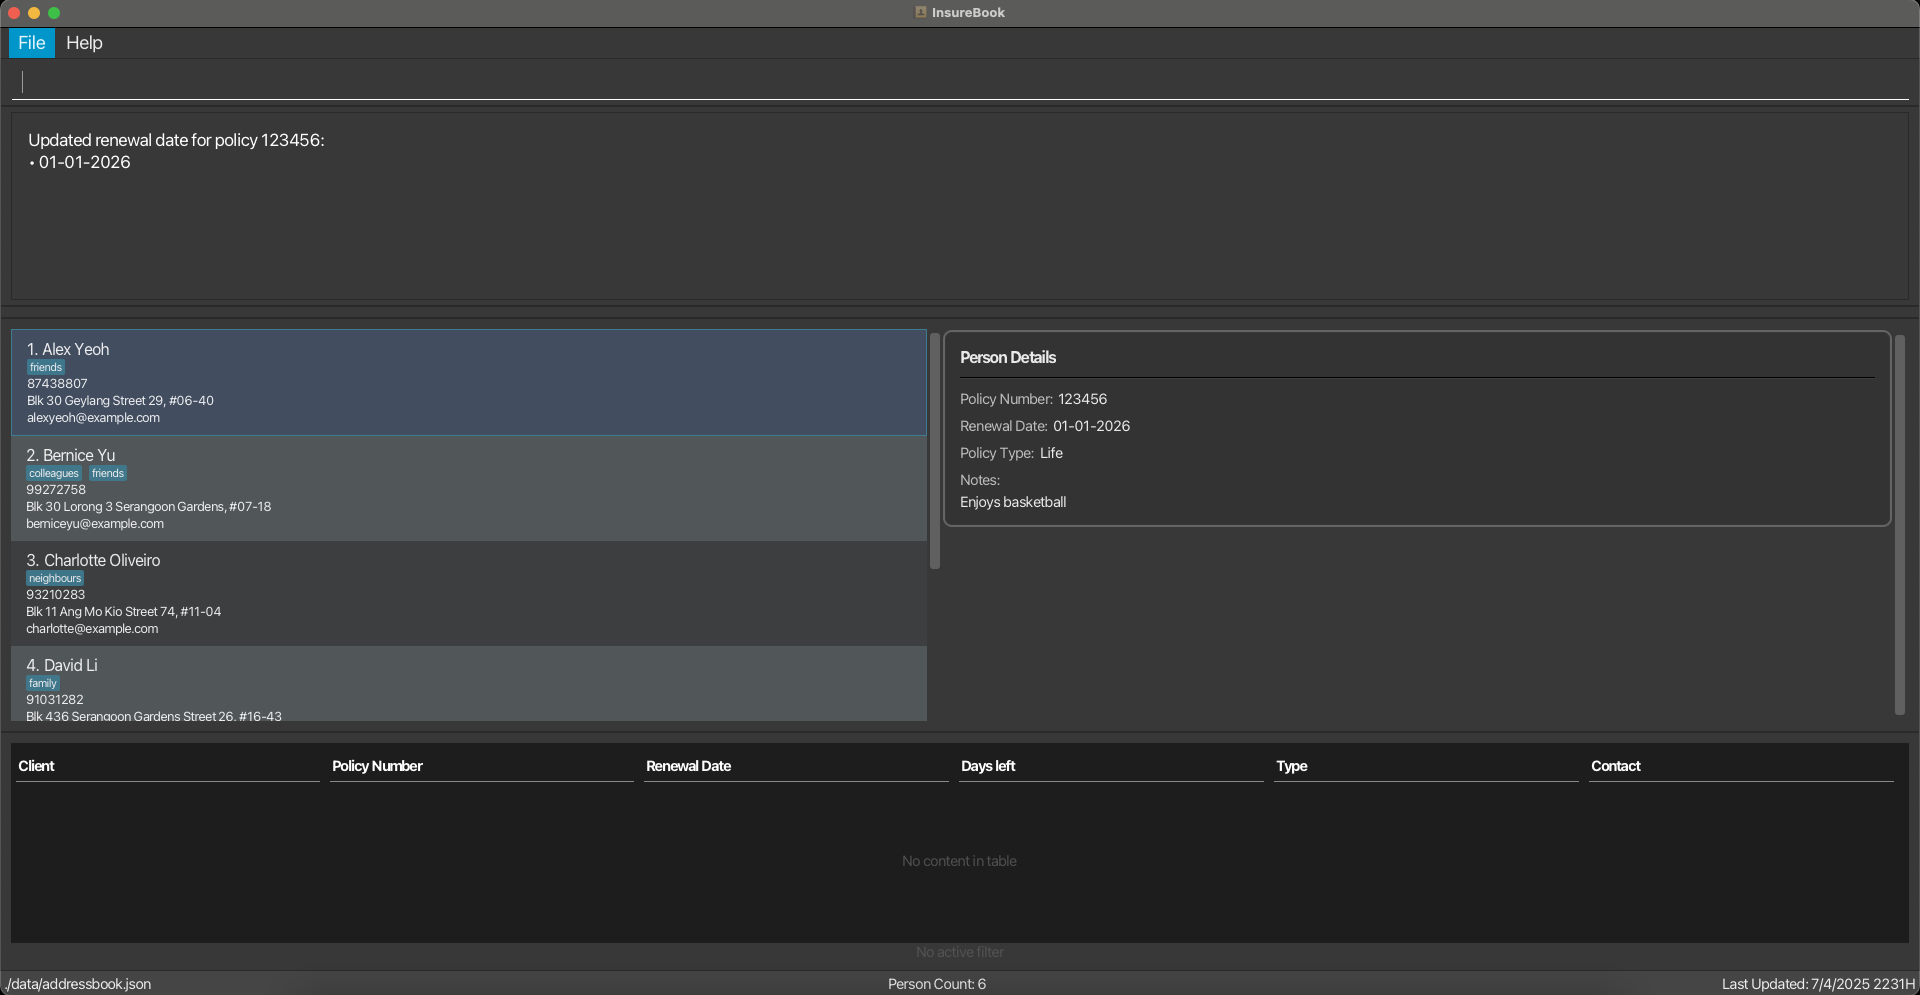 InsureBook
File Help
Updated renewal date for policy 123456:
• 01-01-2026
1. Alex Yeoh
friends
87438807
Blk 30 Geylang Street 29, #06-40
alexyeoh@example.com
2. Bernice Yu
colleagues friends
99272758
Blk 30 Lorong 3 Serangoon Gardens, #07-18
berniceyu@example.com
3. Charlotte Oliveiro
neighbours
93210283
Blk 11 Ang Mo Kio Street 74, #11-04
charlotte@example.com
4. David Li
family
91031282
Blk 436 Serangoon Gardens Street 26, #16-43
Person Details
Policy Number: 123456
Renewal Date: 01-01-2026
Policy Type: Life
Notes:
Enjoys basketball
Client Policy Number Renewal Date Days left Type Contact
No content in table
No active filter
./data/addressbook.json Person Count: 6 Last Updated: 7/4/2025 2231H